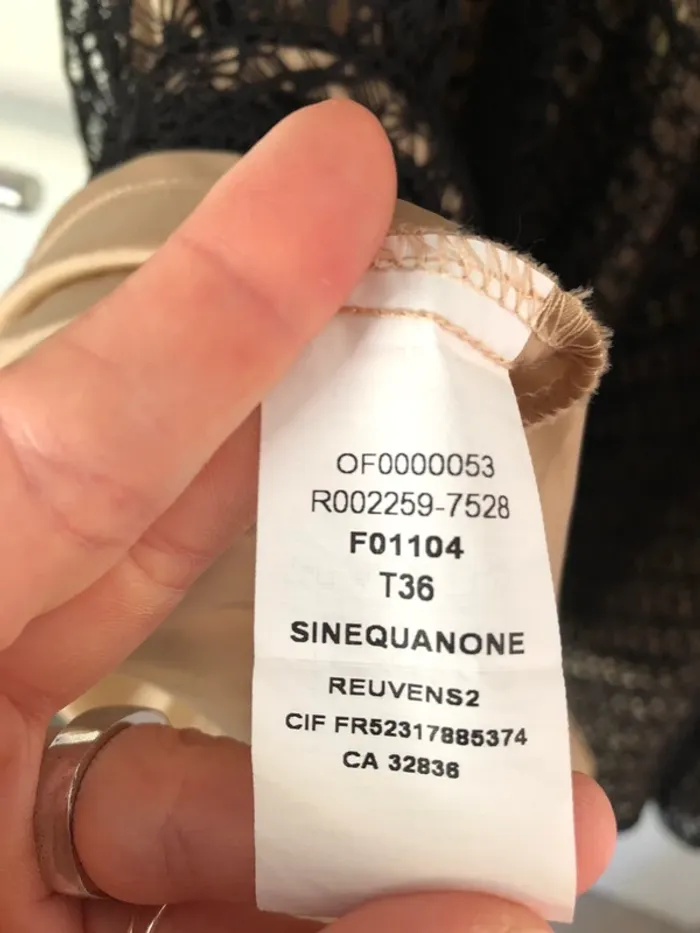 OF0000053
R002259-7528
F01104
T36
SINEQUANONE
REUVENS2
CIF FR52317885374
CA 32836